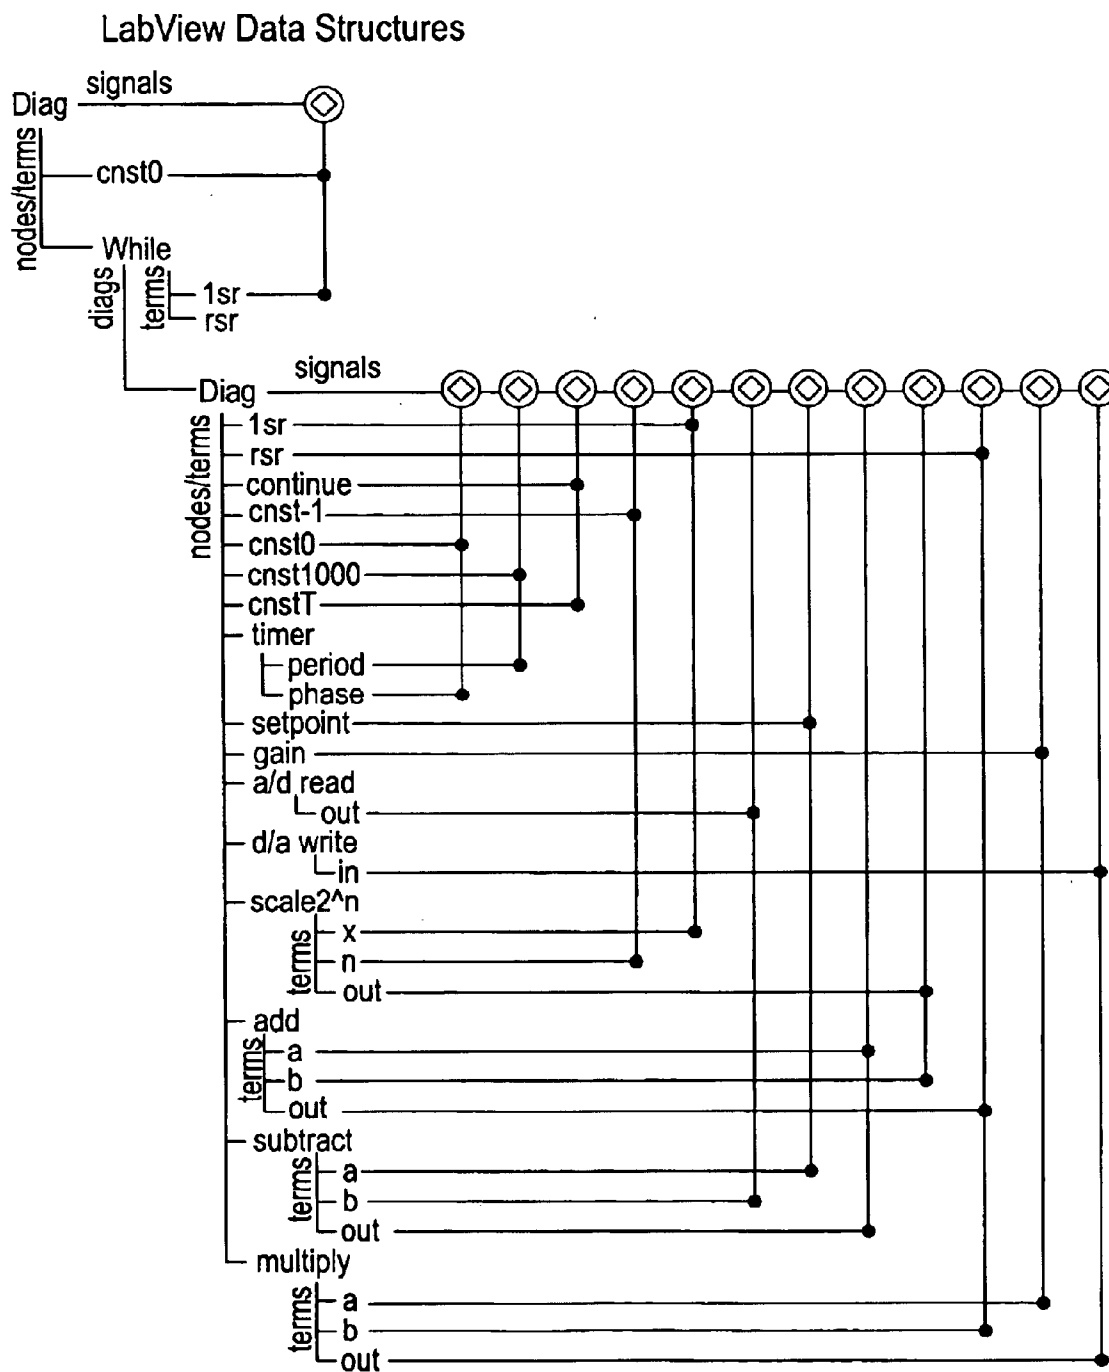 LabView Data Structures
signals
Diag
nodes/terms
cnst0
While
diags
terms
1sr
rsr
signals
Diag
nodes/terms
1sr
rsr
continue
cnst-1
cnst0
cnst1000
cnstT
timer
period
phase
setpoint
gain
a/d read
out
d/a write
in
scale2^n
terms
x
n
out
add
terms
a
b
out
subtract
terms
a
b
out
multiply
terms
a
b
out